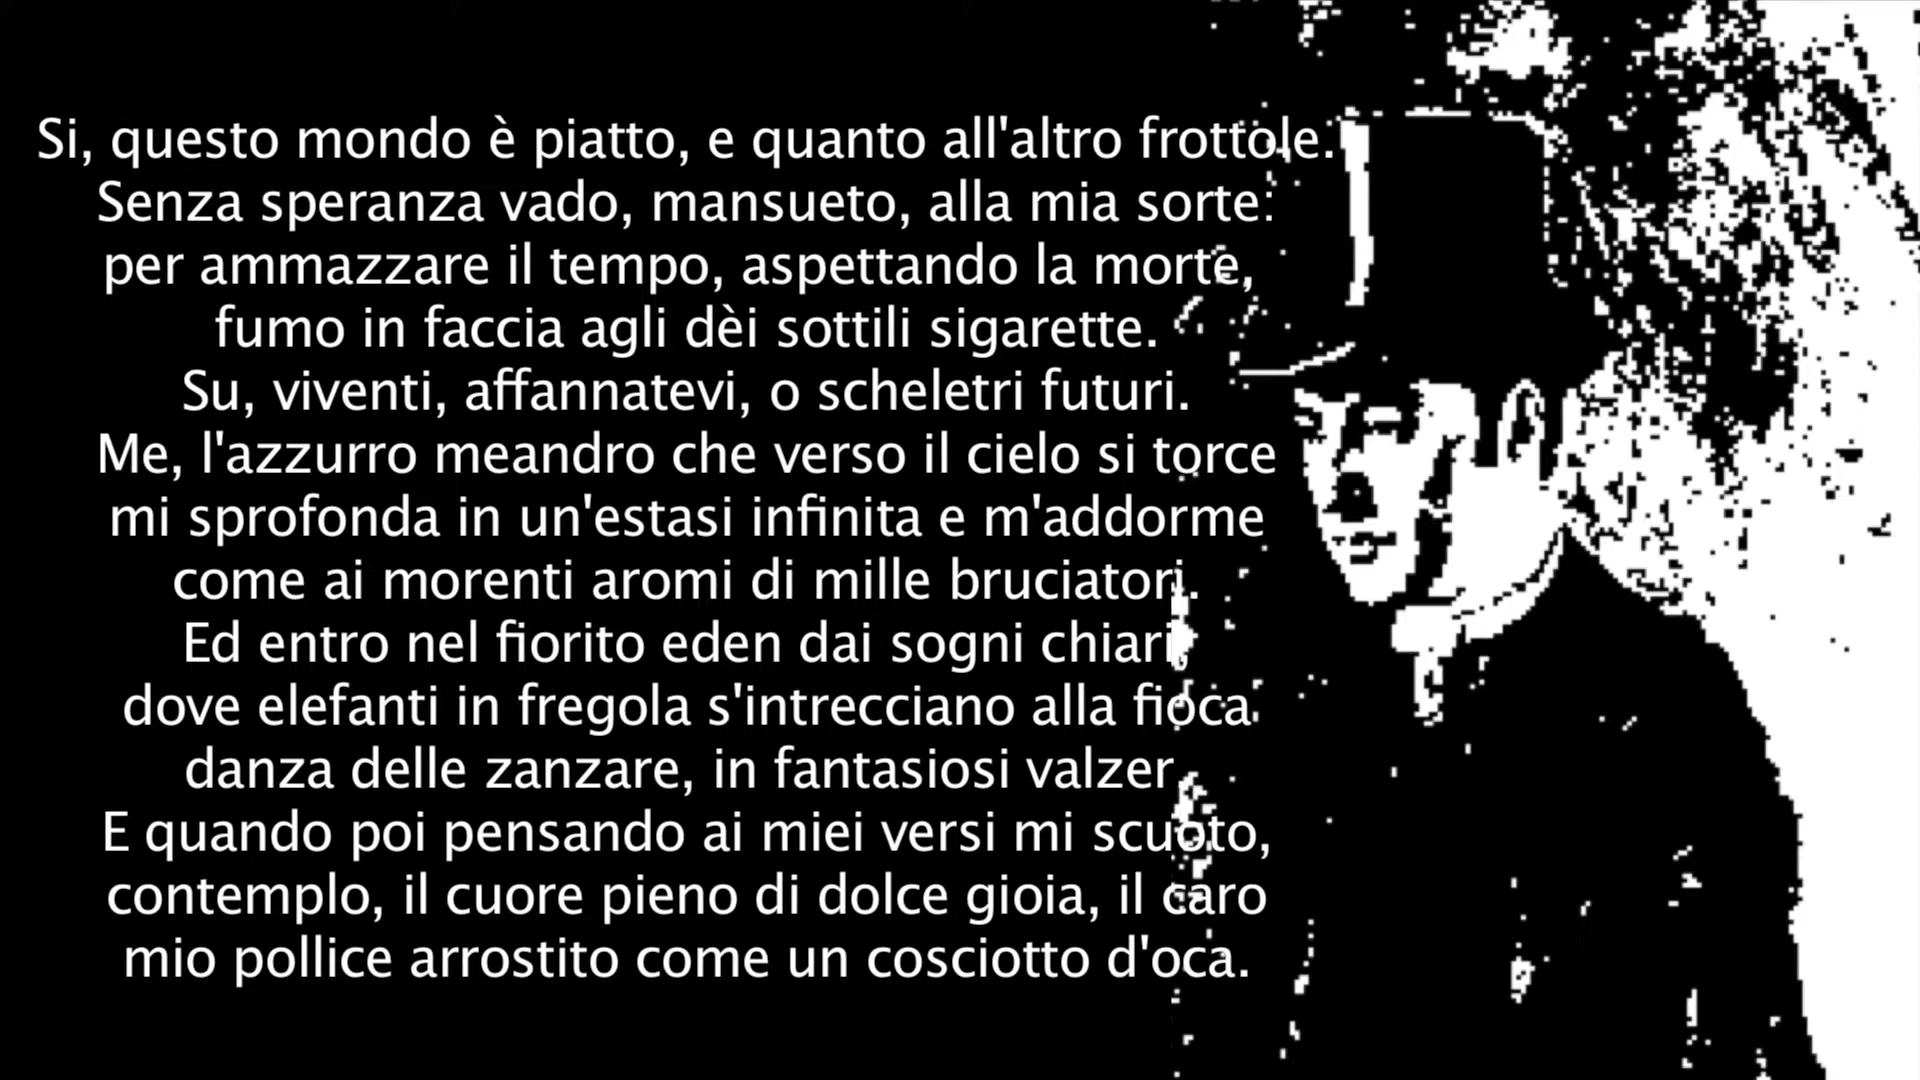 Si, questo mondo è piatto, e quanto all'altro frottole.
Senza speranza vado, mansueto, alla mia sorte:
per ammazzare il tempo, aspettando la morte,
fumo in faccia agli dèi sottili sigarette.
Su, viventi, affannatevi, o scheletri futuri.
Me, l'azzurro meandro che verso il cielo si torce
mi sprofonda in un'estasi infinita e m'addorme
come ai morenti aromi di mille bruciatori.
Ed entro nel fiorito eden dai sogni chiari,
dove elefanti in fregola s'intrecciano alla fioca
danza delle zanzare, in fantasiosi valzer
E quando poi pensando ai miei versi mi scuoto,
contemplo, il cuore pieno di dolce gioia, il caro
mio pollice arrostito come un cosciotto d'oca.